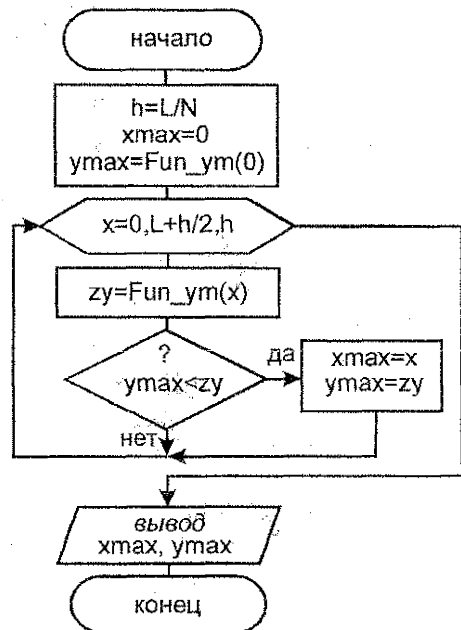 начало
h=L/N
xmax=0
ymax=Fun_ym(0)
x=0,L+h/2,h
zy=Fun_ym(x)
?
ymax<zy
да
xmax=x
ymax=zy
нет
вывод
xmax, ymax
конец